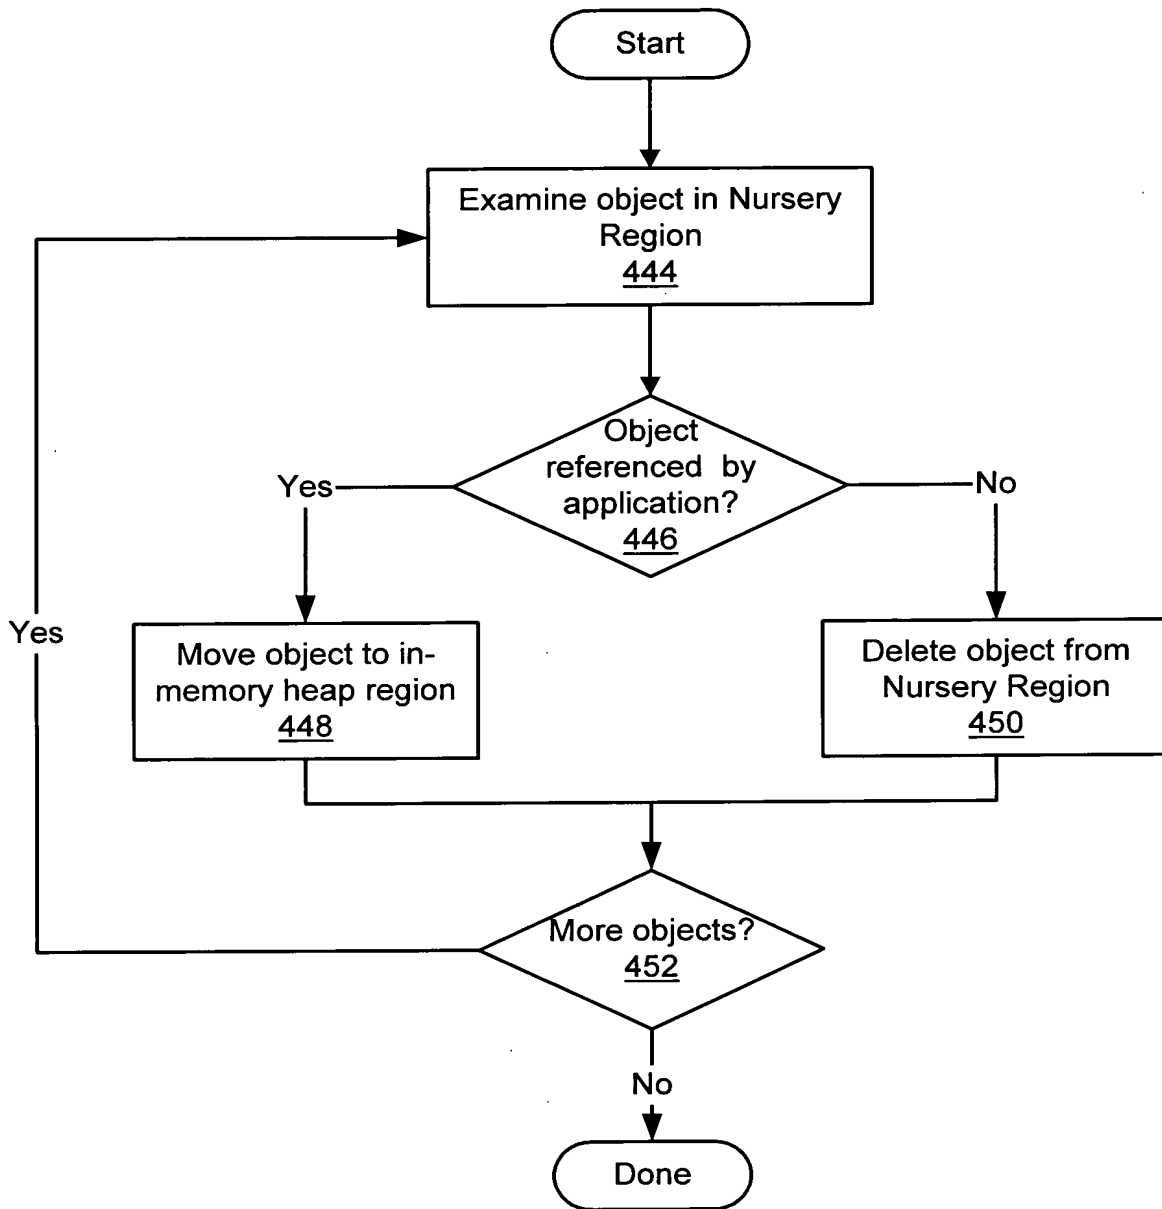 Start
Examine object in Nursery
Region
444
Object
referenced by
application?
446
Yes
No
Yes
Move object to in-
memory heap region
448
Delete object from
Nursery Region
450
More objects?
452
No
Done